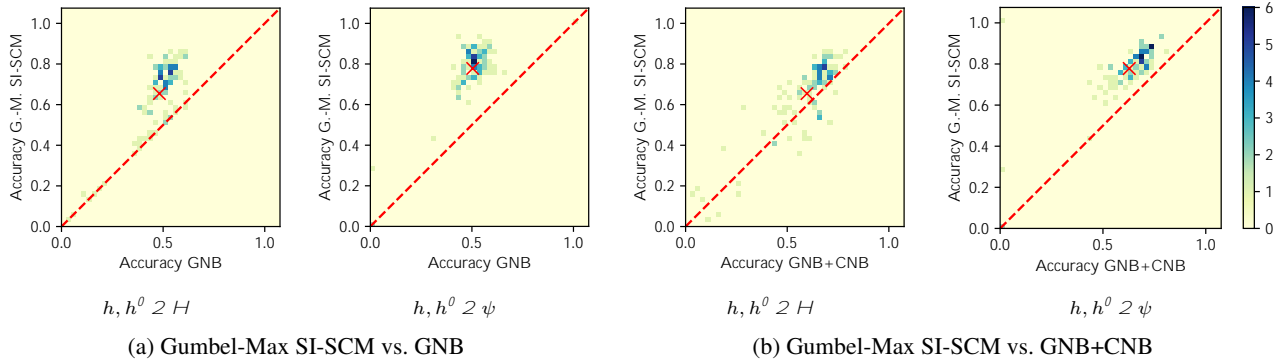 1.0
0.8
0.6
0.4
0.2
0.0
0.0 0.5 1.0
Accuracy G.-M. SI-SCM
Accuracy GNB
h, h⁰ 2 H
1.0
0.8
0.6
0.4
0.2
0.0
0.0 0.5 1.0
Accuracy G.-M. SI-SCM
Accuracy GNB
h, h⁰ 2 ψ
(a) Gumbel-Max SI-SCM vs. GNB
1.0
0.8
0.6
0.4
0.2
0.0
0.0 0.5 1.0
Accuracy G.-M. SI-SCM
Accuracy GNB+CNB
h, h⁰ 2 H
1.0
0.8
0.6
0.4
0.2
0.0
0.0 0.5 1.0
Accuracy G.-M. SI-SCM
Accuracy GNB+CNB
h, h⁰ 2 ψ
6
5
4
3
2
1
0
(b) Gumbel-Max SI-SCM vs. GNB+CNB